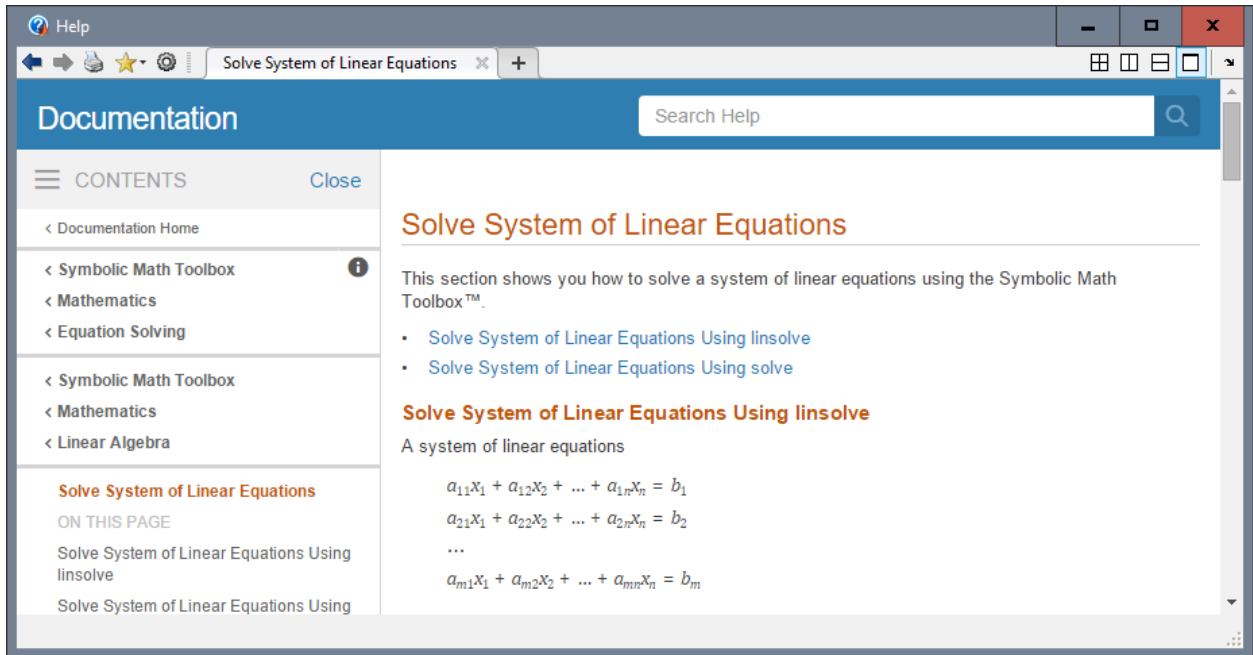 Help
Solve System of Linear Equations
Documentation
Search Help
CONTENTS
Close
< Documentation Home
< Symbolic Math Toolbox
< Mathematics
< Equation Solving
< Symbolic Math Toolbox
< Mathematics
< Linear Algebra
Solve System of Linear Equations
ON THIS PAGE
Solve System of Linear Equations Using
linsolve
Solve System of Linear Equations Using
Solve System of Linear Equations
This section shows you how to solve a system of linear equations using the Symbolic Math
Toolbox™.
• Solve System of Linear Equations Using linsolve
• Solve System of Linear Equations Using solve
Solve System of Linear Equations Using linsolve
A system of linear equations
a₁₁x₁ + a₁₂x₂ + ... + a₁ₙxₙ = b₁
a₂₁x₁ + a₂₂x₂ + ... + a₂ₙxₙ = b₂
...
aₘ₁x₁ + aₘ₂x₂ + ... + aₘₙxₙ = bₘ